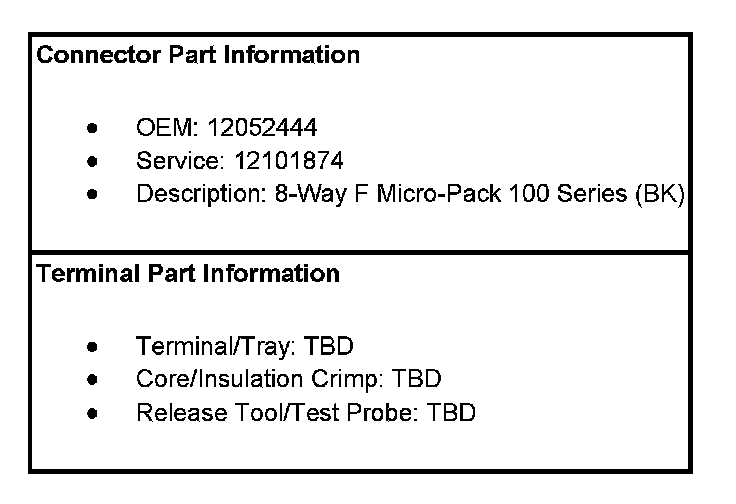 Connector Part Information
• OEM: 12052444
• Service: 12101874
• Description: 8-Way F Micro-Pack 100 Series (BK)
Terminal Part Information
• Terminal/Tray: TBD
• Core/Insulation Crimp: TBD
• Release Tool/Test Probe: TBD